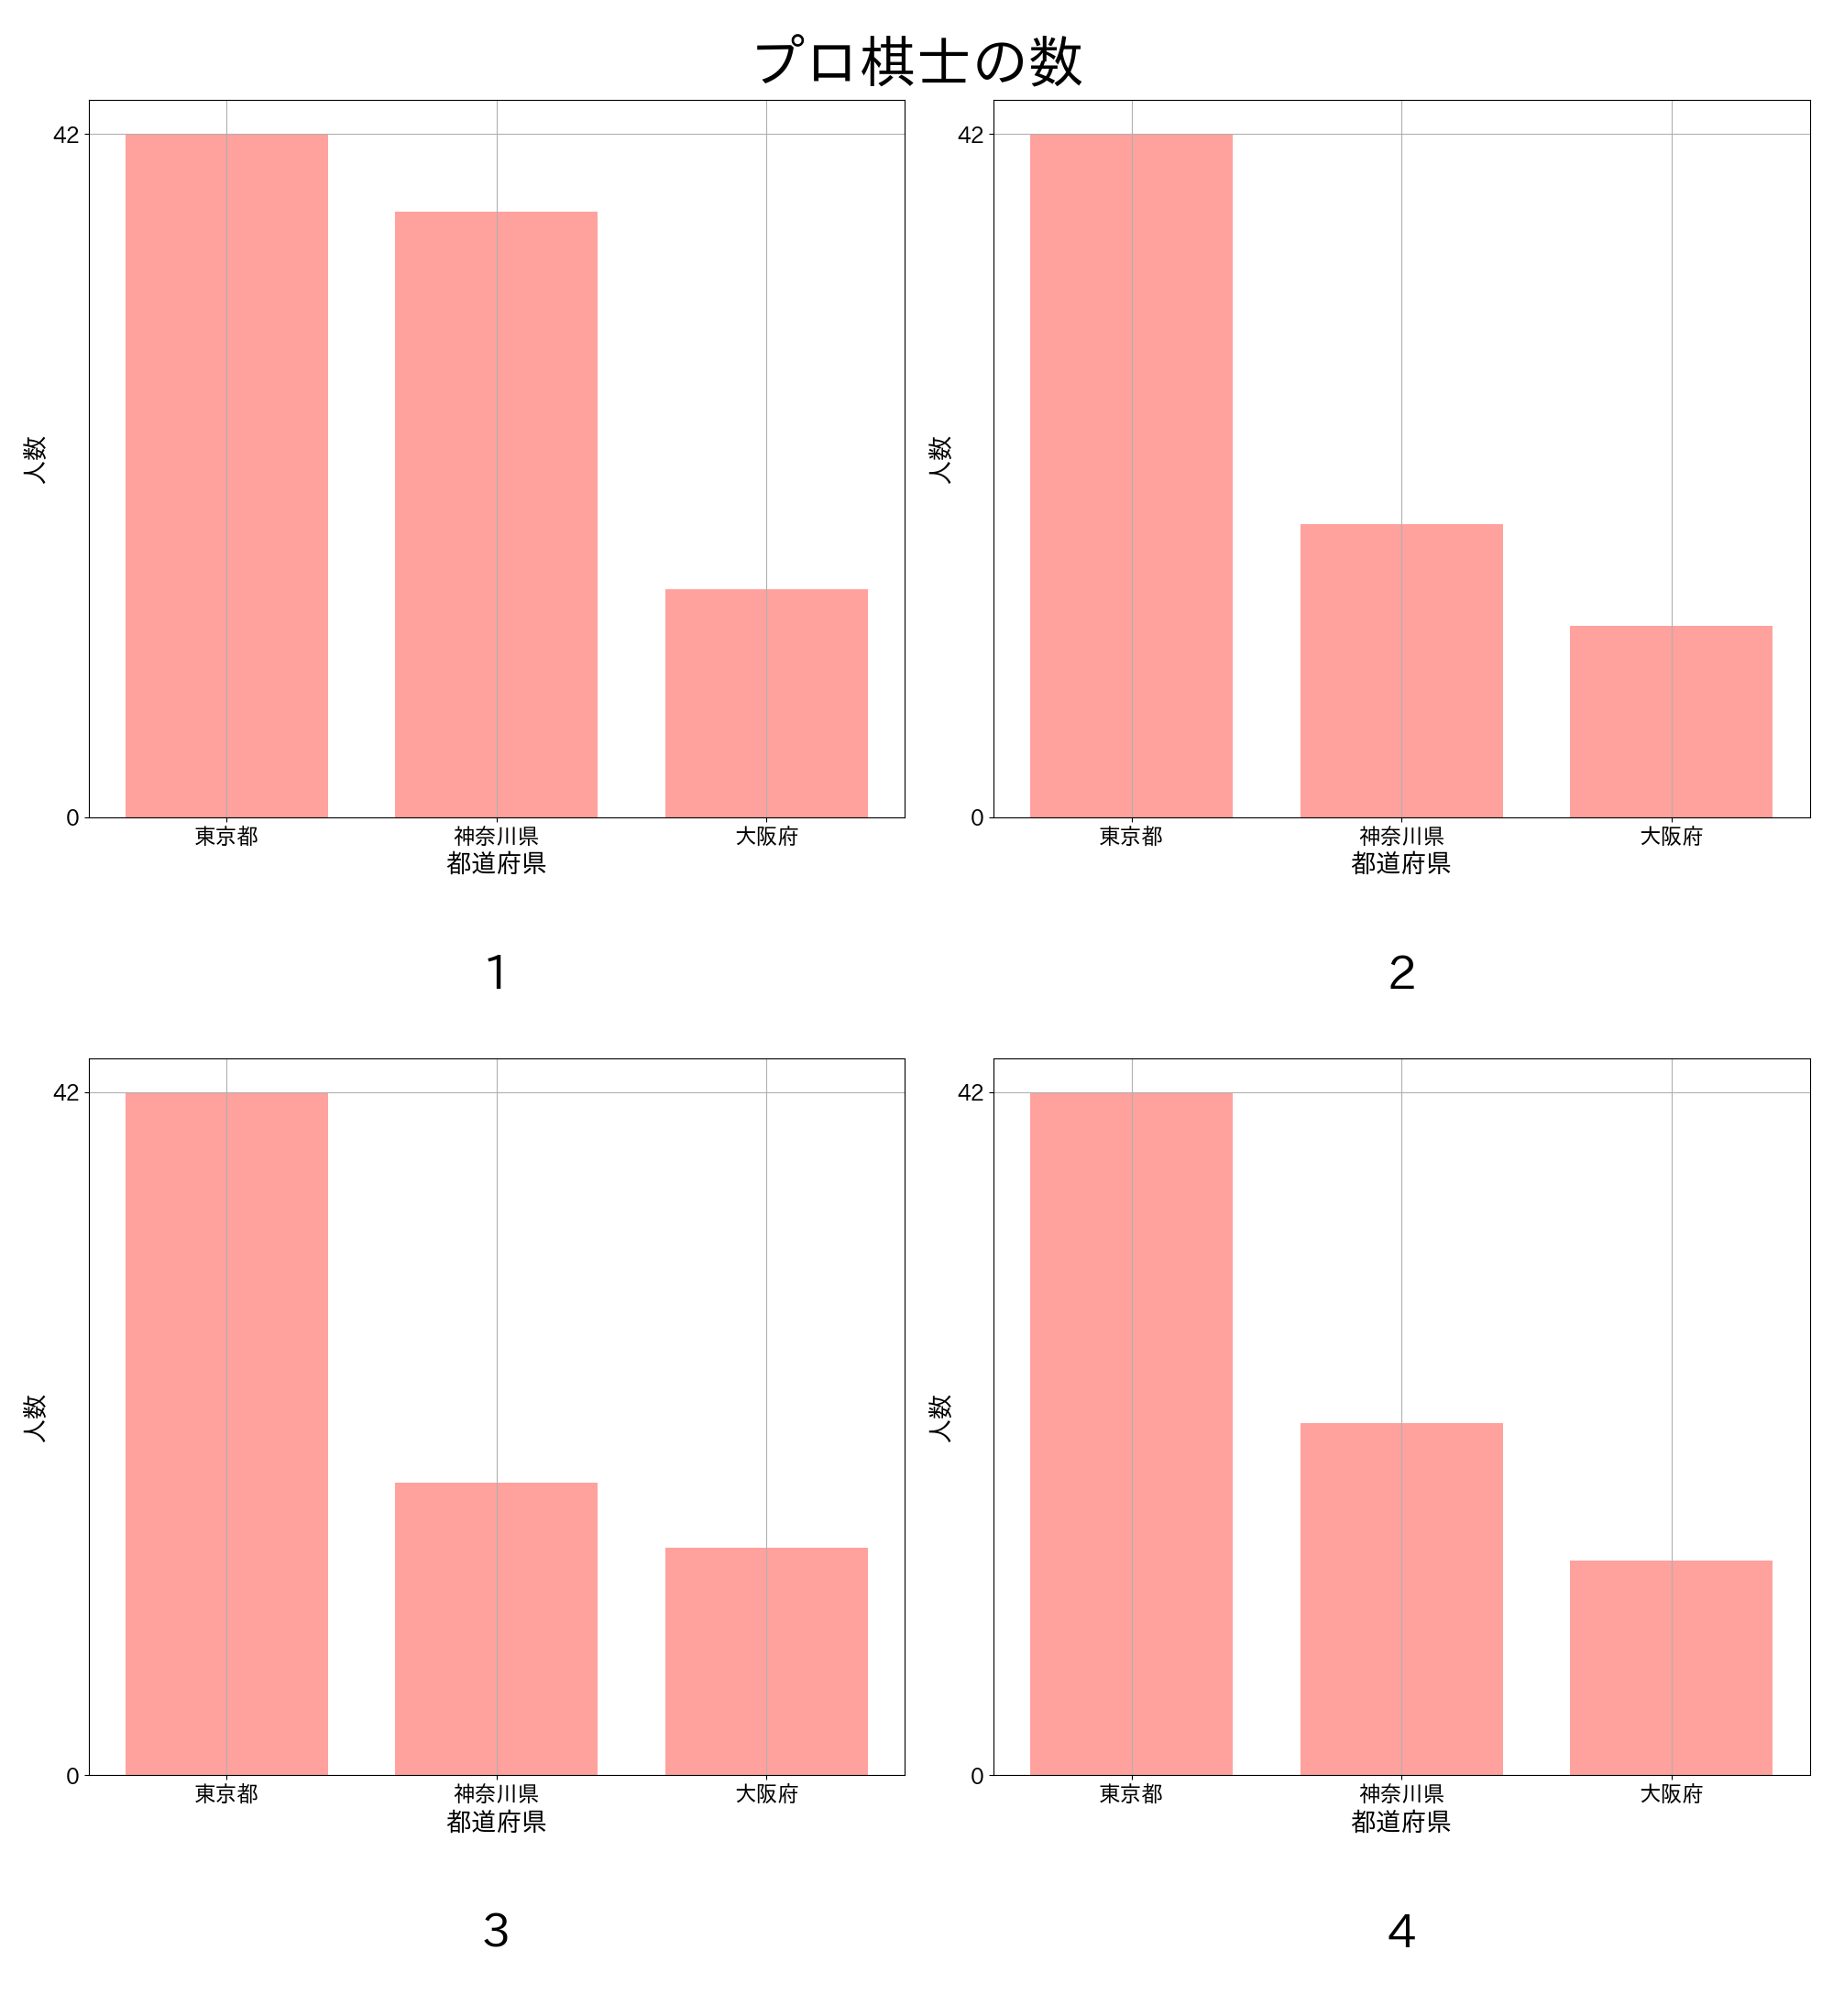 プロ棋士の数
42
人数
0
東京都 神奈川県 大阪府
都道府県
1
42
人数
0
東京都 神奈川県 大阪府
都道府県
2
42
人数
0
東京都 神奈川県 大阪府
都道府県
3
42
人数
0
東京都 神奈川県 大阪府
都道府県
4